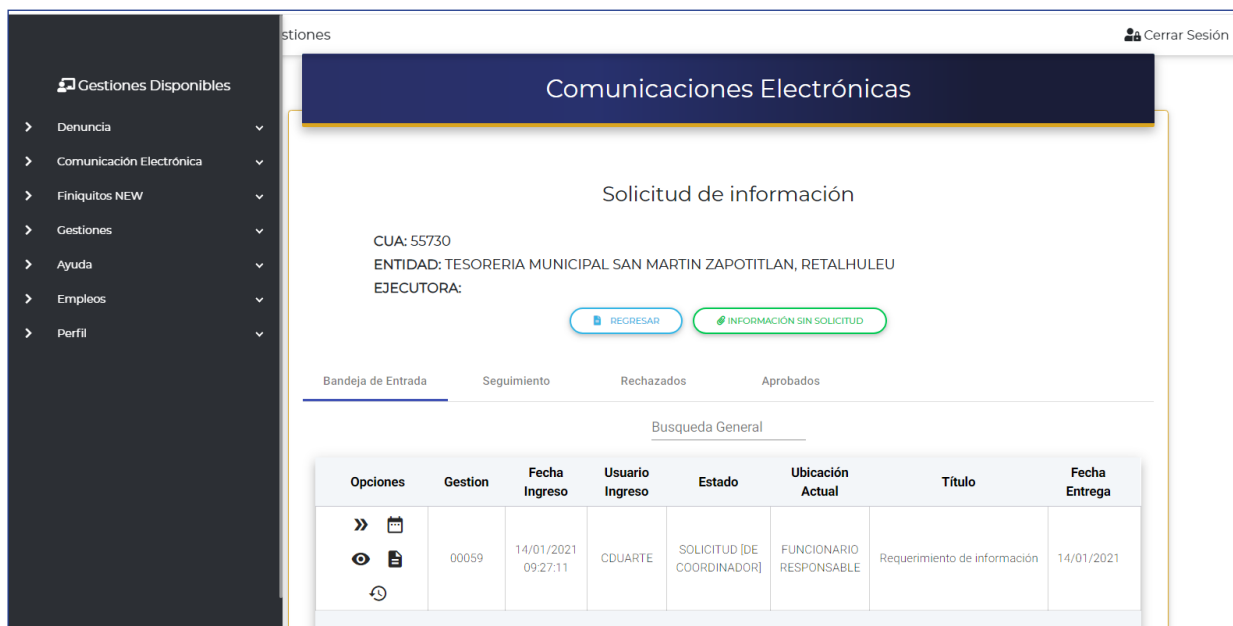 stiones
Cerrar Sesión
Gestiones Disponibles
Denuncia
Comunicación Electrónica
Finiquitos NEW
Gestiones
Ayuda
Empleos
Perfil
Comunicaciones Electrónicas
Solicitud de información
CUA: 55730
ENTIDAD: TESORERIA MUNICIPAL SAN MARTIN ZAPOTITLAN, RETALHULEU
EJECUTORA:
REGRESAR
INFORMACIÓN SIN SOLICITUD
Bandeja de Entrada Seguimiento Rechazados Aprobados
Busqueda General
Opciones Gestion Fecha Ingreso Usuario Ingreso Estado Ubicación Actual Título Fecha Entrega
00059 14/01/2021 09:27:11 CDUARTE SOLICITUD [DE COORDINADOR] FUNCIONARIO RESPONSABLE Requerimiento de información 14/01/2021